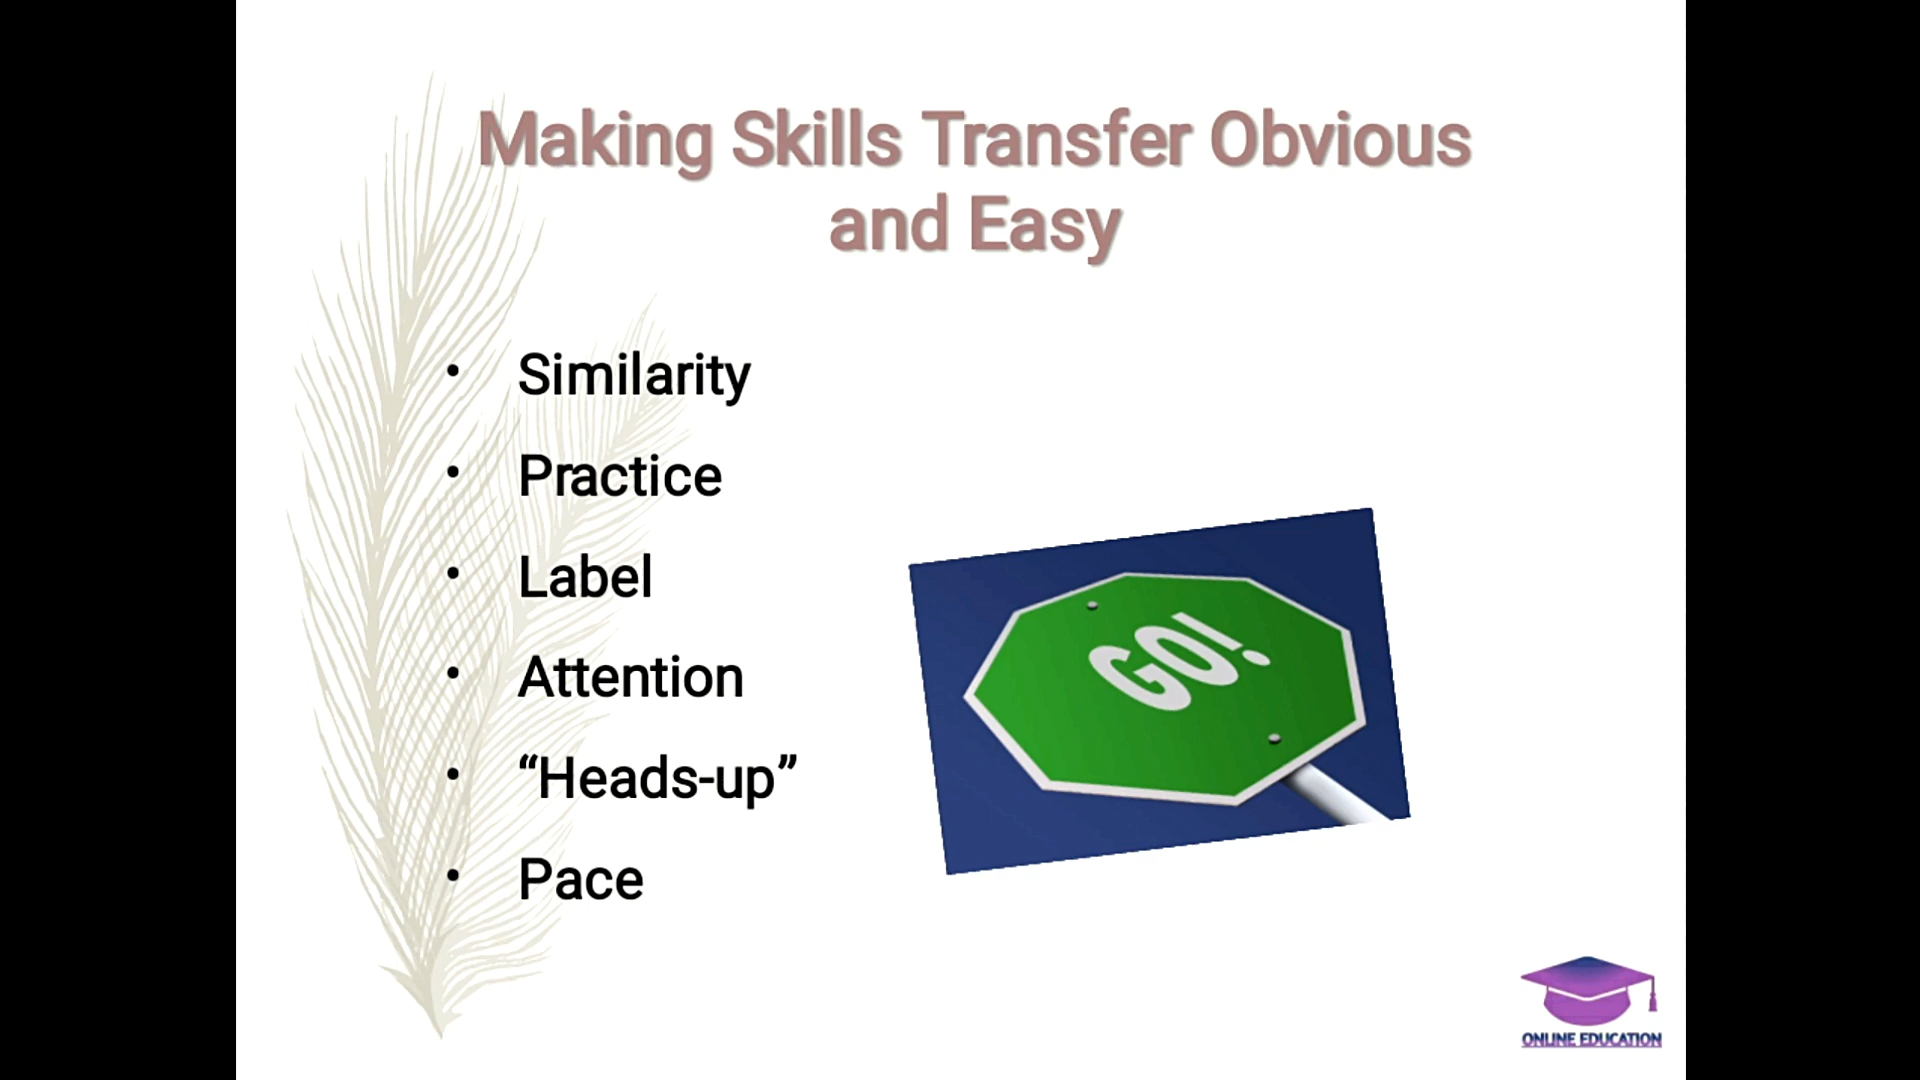 Making Skills Transfer Obvious
and Easy
• Similarity
• Practice
• Label
• Attention
• “Heads-up”
• Pace
GO!
ONLINE EDUCATION